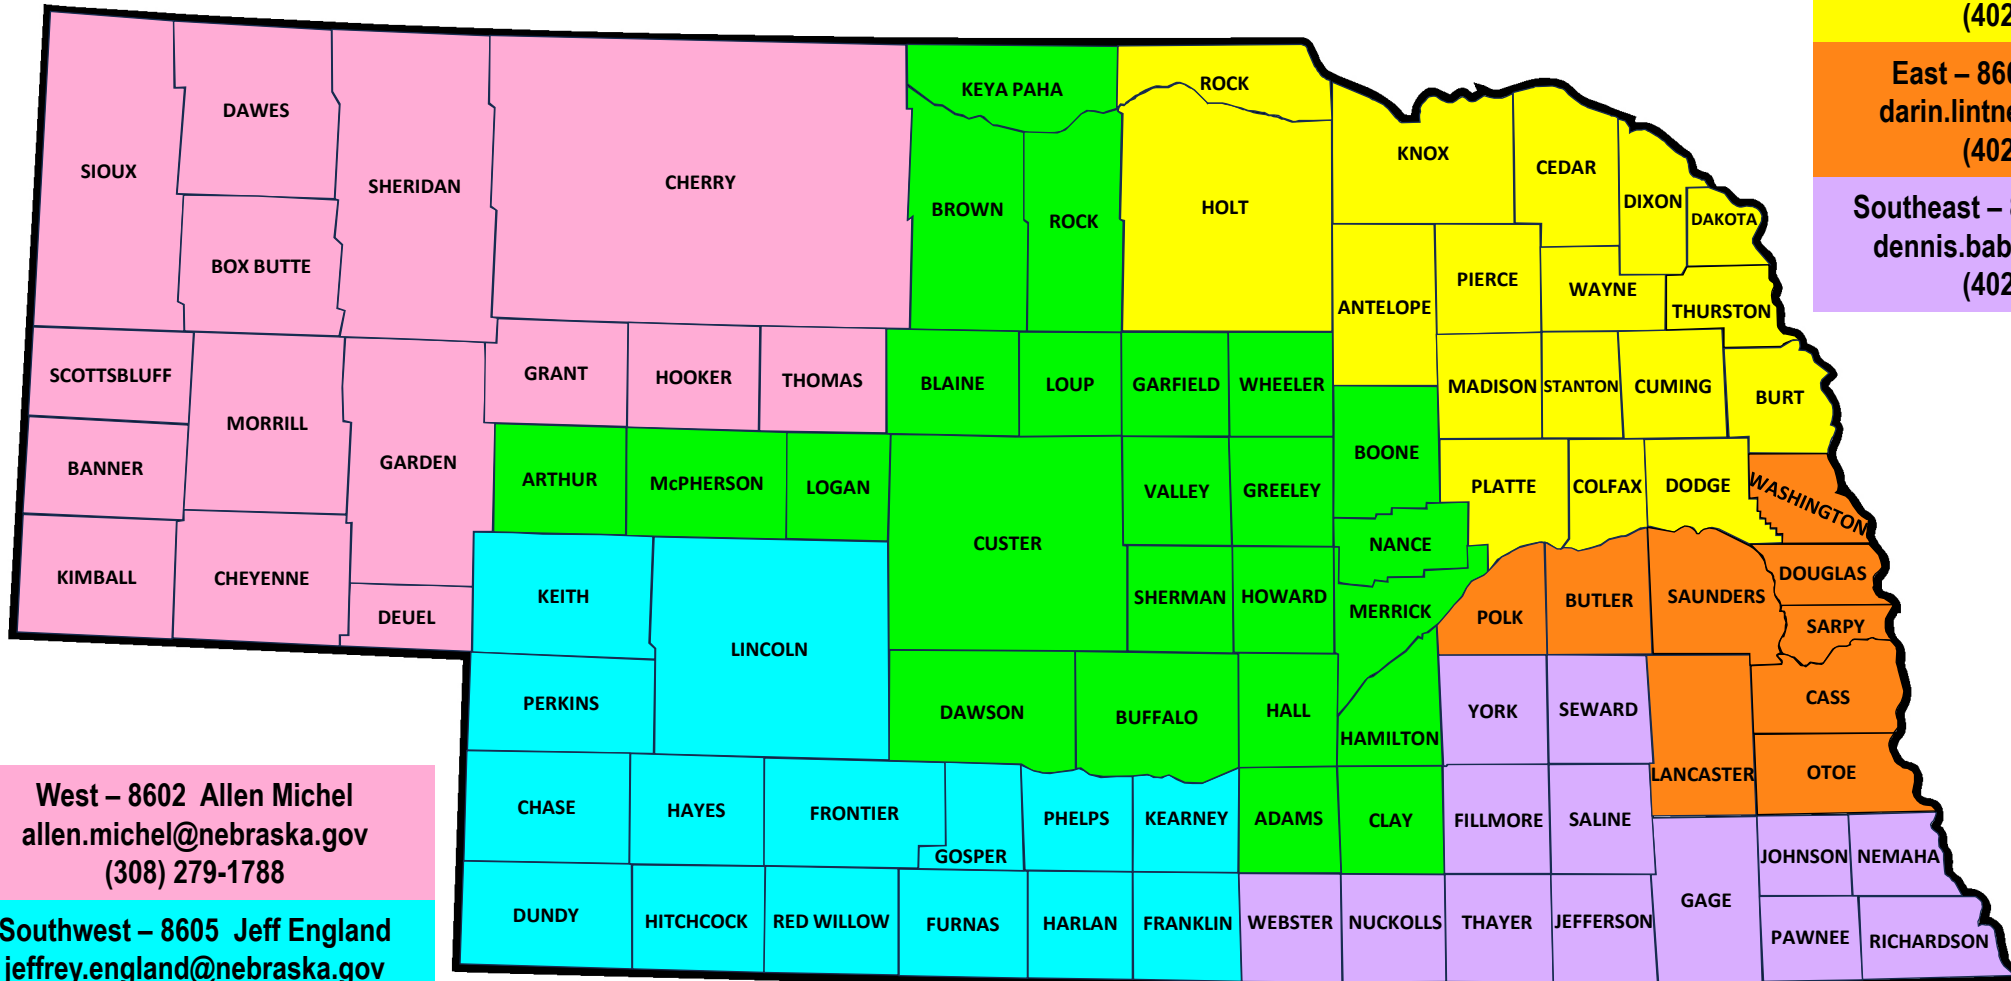 (402
East – 860
darin.lintne
(402
Southeast – 8
dennis.bab
(402
KEYA PAHA
ROCK
DAWES
KNOX
CEDAR
SIOUX
SHERIDAN
CHERRY
BROWN
ROCK
HOLT
DIXON
DAKOTA
BOX BUTTE
ANTELOPE
PIERCE
WAYNE
THURSTON
SCOTTSBLUFF
GRANT
HOOKER
THOMAS
BLAINE
LOUP
GARFIELD
WHEELER
MADISON
STANTON
CUMING
BURT
MORRILL
BANNER
GARDEN
ARTHUR
McPHERSON
LOGAN
VALLEY
GREELEY
BOONE
PLATTE
COLFAX
DODGE
WASHINGTON
CUSTER
NANCE
KIMBALL
CHEYENNE
DEUEL
KEITH
LINCOLN
SHERMAN
HOWARD
MERRICK
POLK
BUTLER
SAUNDERS
DOUGLAS
SARPY
PERKINS
DAWSON
BUFFALO
HALL
HAMILTON
YORK
SEWARD
CASS
LANCASTER
OTOE
CHASE
HAYES
FRONTIER
GOSPER
PHELPS
KEARNEY
ADAMS
CLAY
FILLMORE
SALINE
JOHNSON
NEMAHA
DUNDY
HITCHCOCK
RED WILLOW
FURNAS
HARLAN
FRANKLIN
WEBSTER
NUCKOLLS
THAYER
JEFFERSON
GAGE
PAWNEE
RICHARDSON
West – 8602 Allen Michel
allen.michel@nebraska.gov
(308) 279-1788
Southwest – 8605 Jeff England
jeffrey.england@nebraska.gov